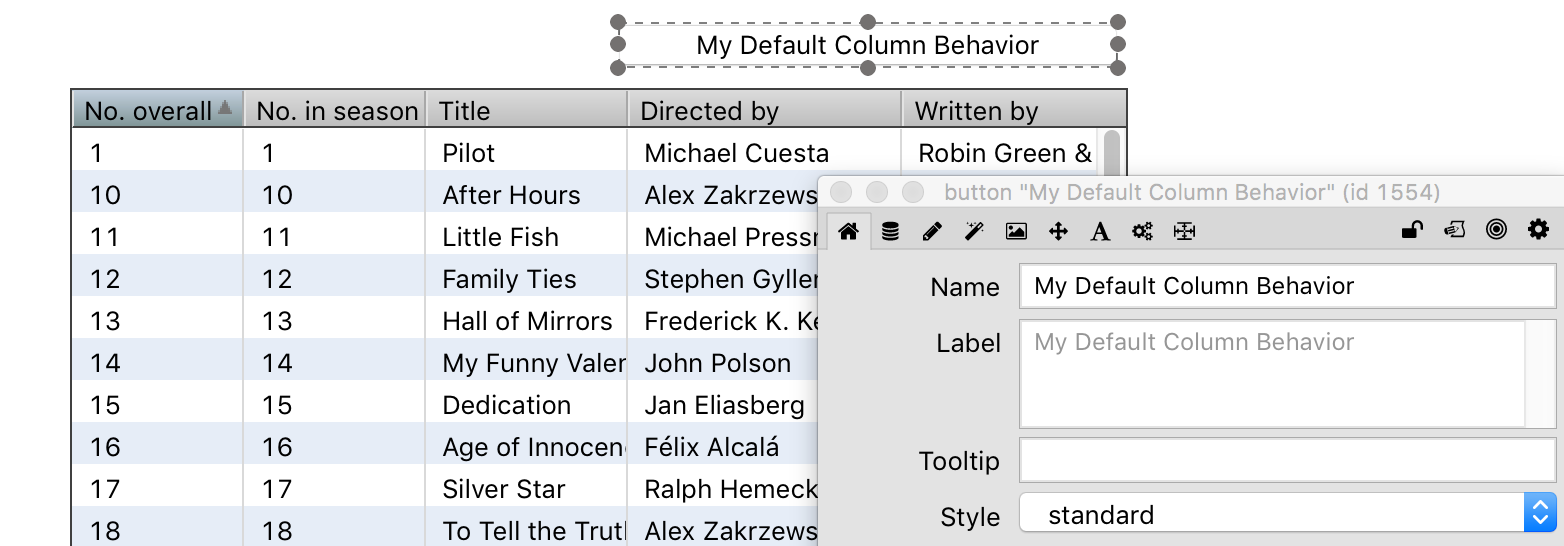 My Default Column Behavior
No. overall No. in season Title Directed by Written by
1 1 Pilot Michael Cuesta Robin Green &
10 10 After Hours Alex Zakrzews
button "My Default Column Behavior" (id 1554)
11 11 Little Fish Michael Pressr
12 12 Family Ties Stephen Gyller
Name My Default Column Behavior
13 13 Hall of Mirrors Frederick K. Ke
Label My Default Column Behavior
14 14 My Funny Valer John Polson
15 15 Dedication Jan Eliasberg
16 16 Age of Innocenc Félix Alcalá
Tooltip
17 17 Silver Star Ralph Hemeck
Style standard
18 18 To Tell the Trutl Alex Zakrzews